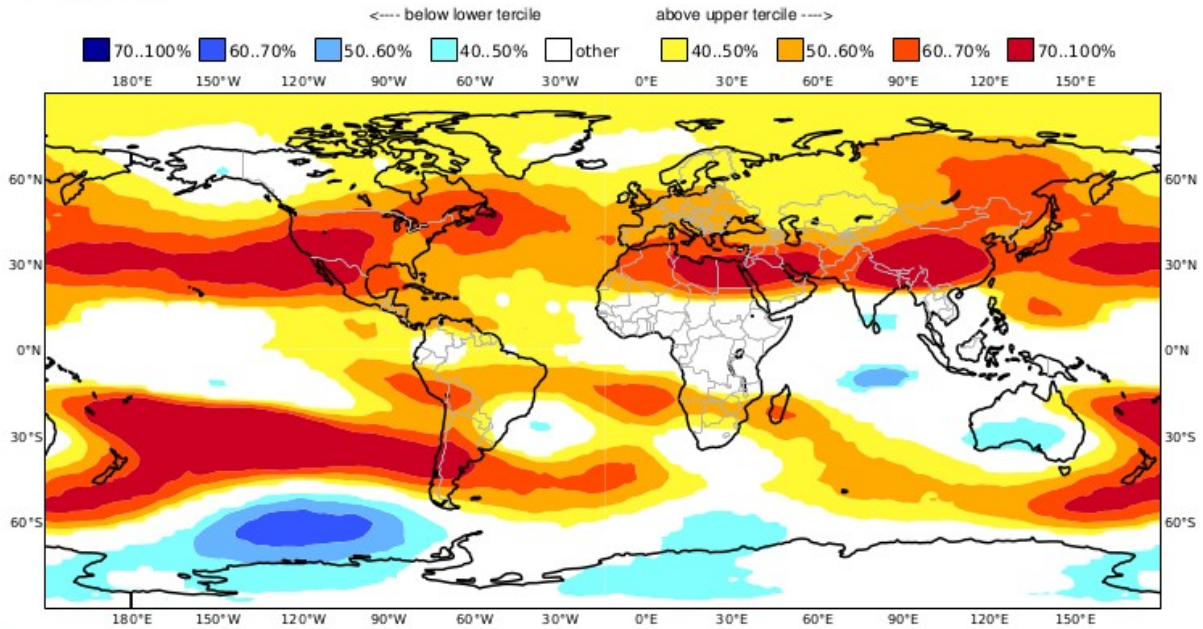 <---- below lower tercile above upper tercile ---->
70..100% 60..70% 50..60% 40..50% other 40..50% 50..60% 60..70% 70..100%
180°E 150°W 120°W 90°W 60°W 30°W 0°E 30°E 60°E 90°E 120°E 150°E
60°N 60°N
30°N 30°N
0°N 0°N
30°S 30°S
60°S 60°S
180°E 150°W 120°W 90°W 60°W 30°W 0°E 30°E 60°E 90°E 120°E 150°E